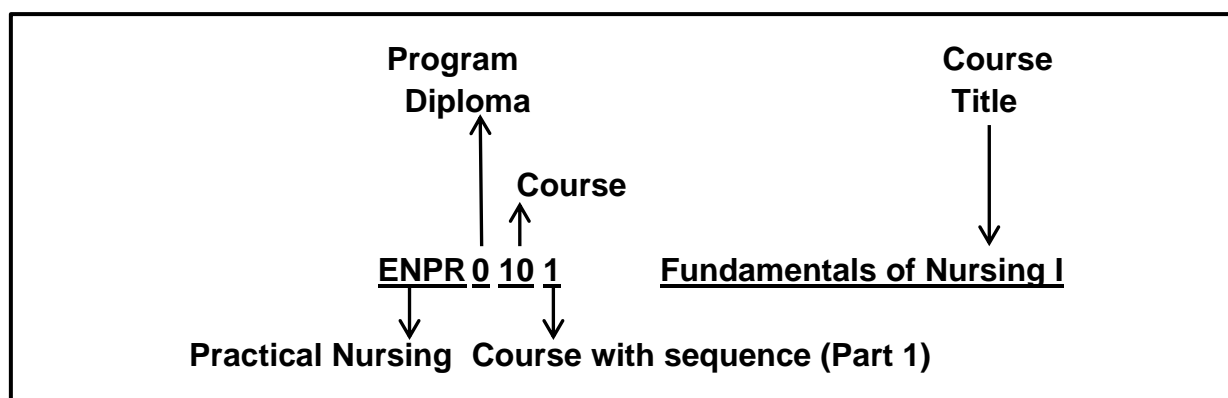 Program Course
Diploma Title
Course
ENPR 0 10 1 Fundamentals of Nursing I
Practical Nursing Course with sequence (Part 1)